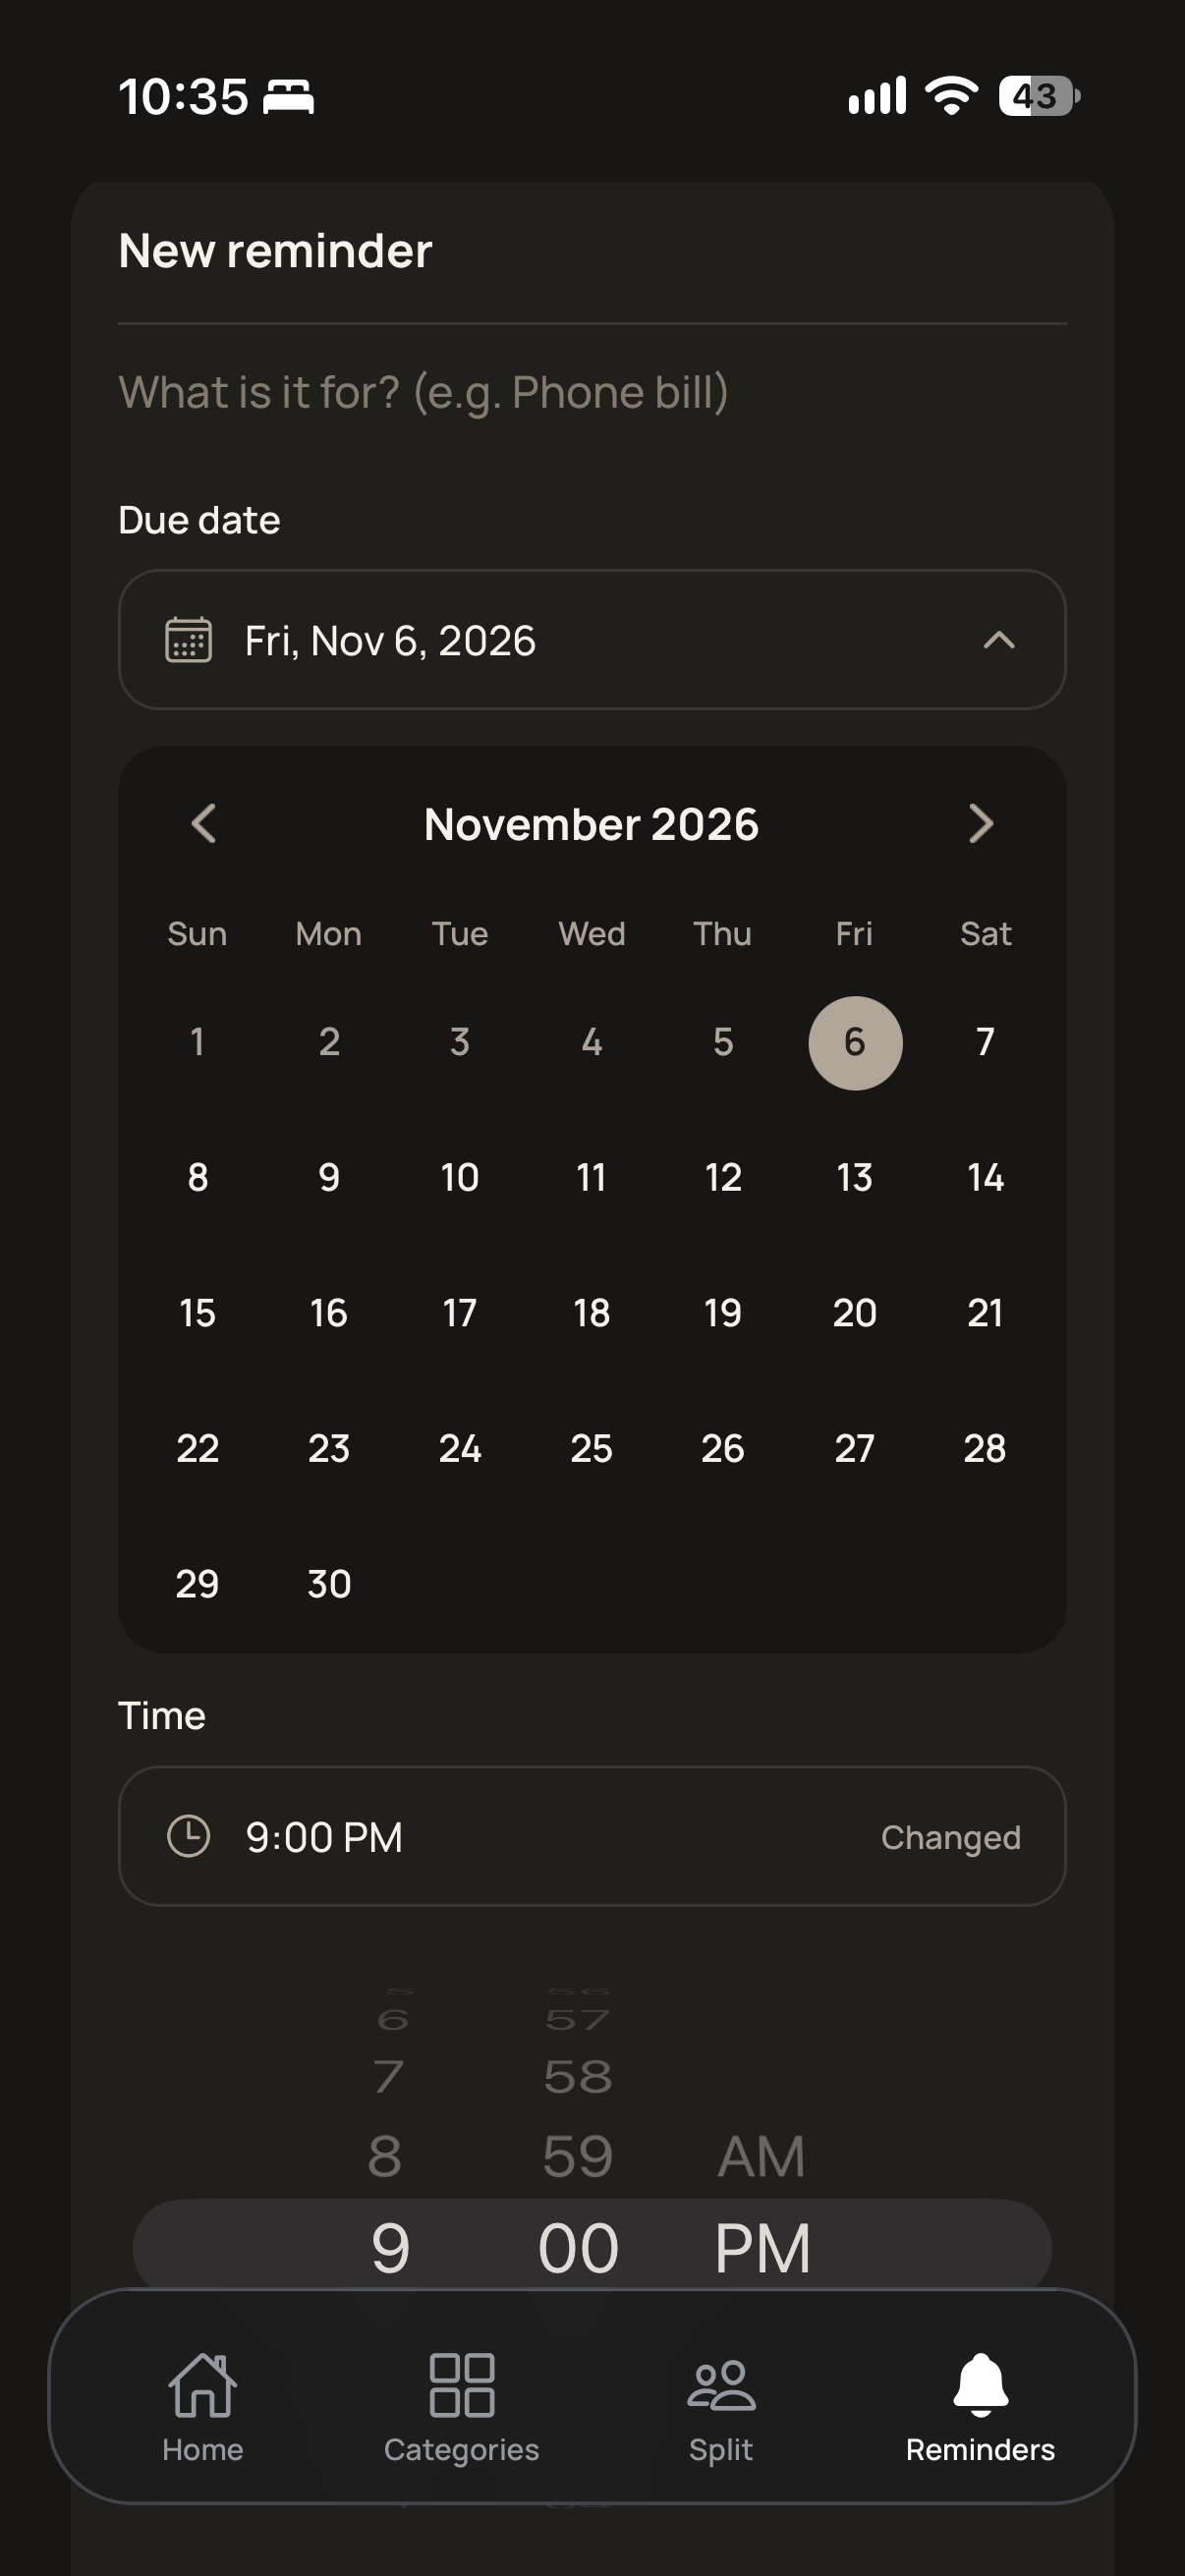 10:35 43
New reminder
What is it for? (e.g. Phone bill)
Due date
Fri, Nov 6, 2026
November 2026
Sun Mon Tue Wed Thu Fri Sat
1 2 3 4 5 6 7
8 9 10 11 12 13 14
15 16 17 18 19 20 21
22 23 24 25 26 27 28
29 30
Time
9:00 PM Changed
6 57
7 58
8 59 AM
9 00 PM
Home Categories Split Reminders